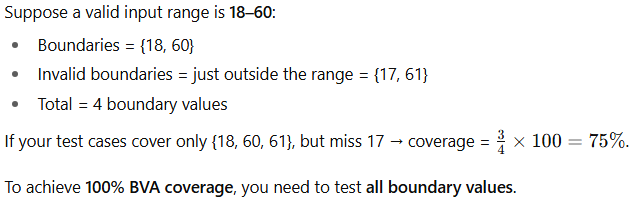 Suppose a valid input range is 18–60:
• Boundaries = {18, 60}
• Invalid boundaries = just outside the range = {17, 61}
• Total = 4 boundary values
If your test cases cover only {18, 60, 61}, but miss 17 → coverage = 3/4 × 100 = 75%.
To achieve 100% BVA coverage, you need to test all boundary values.